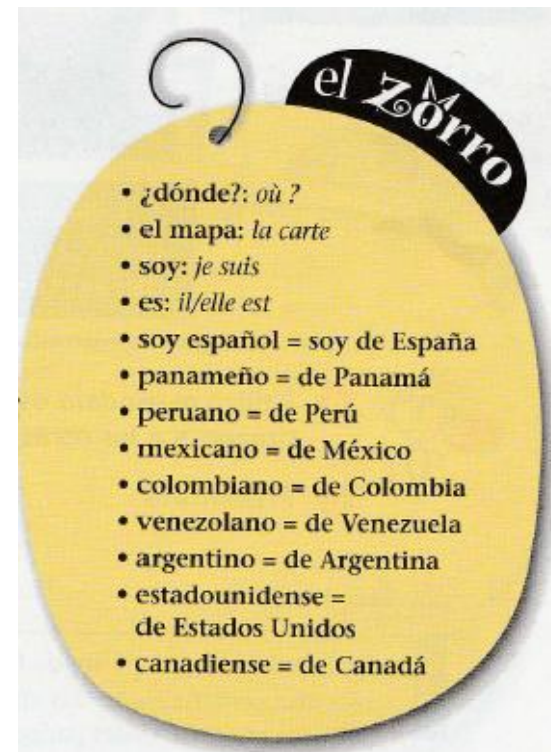 el zorro
• ¿dónde?: où ?
• el mapa: la carte
• soy: je suis
• es: il/elle est
• soy español = soy de España
• panameño = de Panamá
• peruano = de Perú
• mexicano = de México
• colombiano = de Colombia
• venezolano = de Venezuela
• argentino = de Argentina
• estadounidense =
de Estados Unidos
• canadiense = de Canadá